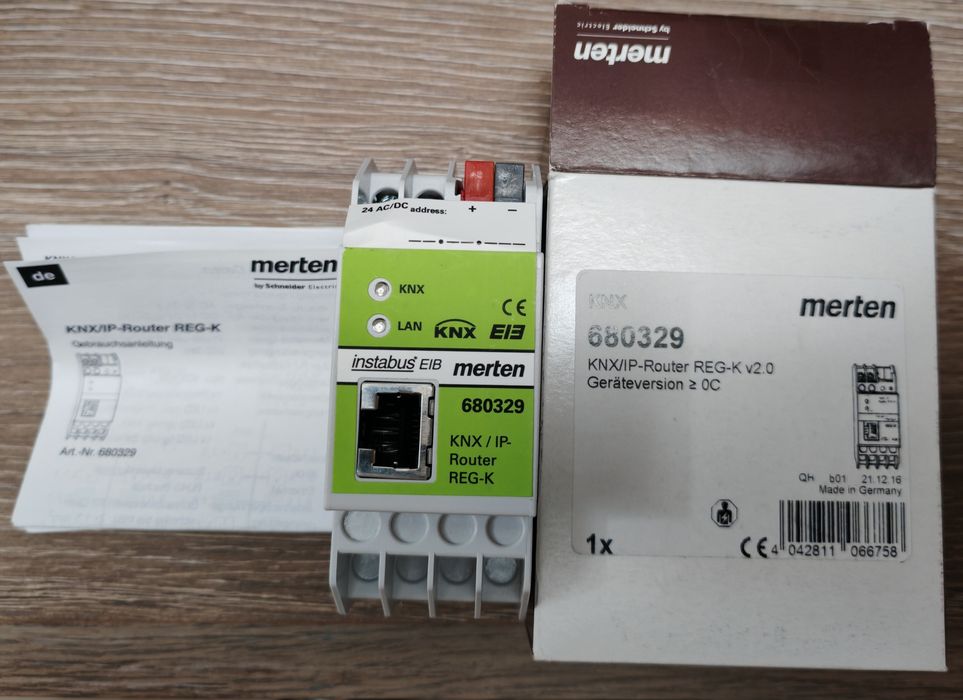 de
merten
by Schneider Electric
KNX/IP-Router REG-K
Gebrauchsanleitung
Art.-Nr. 680329
24 AC/DC address: + –
KNX
LAN
CE
KNX EIB
instabus EIB merten
680329
KNX / IP-
Router
REG-K
merten
by Schneider Electric
KNX
merten
680329
KNX/IP-Router REG-K v2.0
Geräteversion ≥ 0C
QH b01 21.12.16
Made in Germany
1x
CE
4 042811 066758